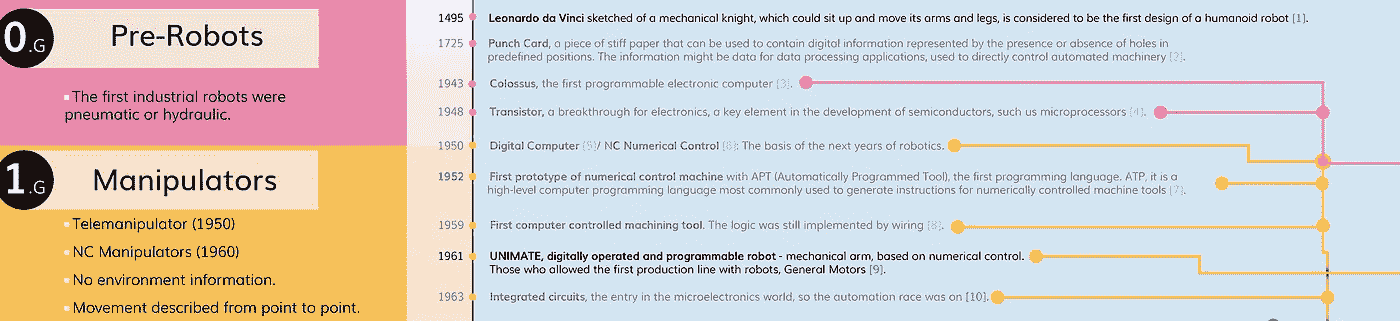 0.G Pre-Robots
▪The first industrial robots were
pneumatic or hydraulic.
1.G Manipulators
▪Telemanipulator (1950)
▪NC Manipulators (1960)
▪No environment information.
▪Movement described from point to point.
1495 Leonardo da Vinci sketched of a mechanical knight, which could sit up and move its arms and legs, is considered to be the first design of a humanoid robot [1].
1725 Punch Card, a piece of stiff paper that can be used to contain digital information represented by the presence or absence of holes in
predefined positions. The information might be data for data processing applications, used to directly control automated machinery [2].
1943 Colossus, the first programmable electronic computer [3].
1948 Transistor, a breakthrough for electronics, a key element in the development of semiconductors, such us microprocessors [4].
1950 Digital Computer [5]/ NC Numerical Control [6]: The basis of the next years of robotics.
1952 First prototype of numerical control machine with APT (Automatically Programmed Tool), the first programming language. ATP, it is a
high-level computer programming language most commonly used to generate instructions for numerically controlled machine tools [7].
1959 First computer controlled machining tool. The logic was still implemented by wiring [8].
1961 UNIMATE, digitally operated and programmable robot - mechanical arm, based on numerical control.
Those who allowed the first production line with robots, General Motors [9].
1963 Integrated circuits, the entry in the microelectronics world, so the automation race was on [10].